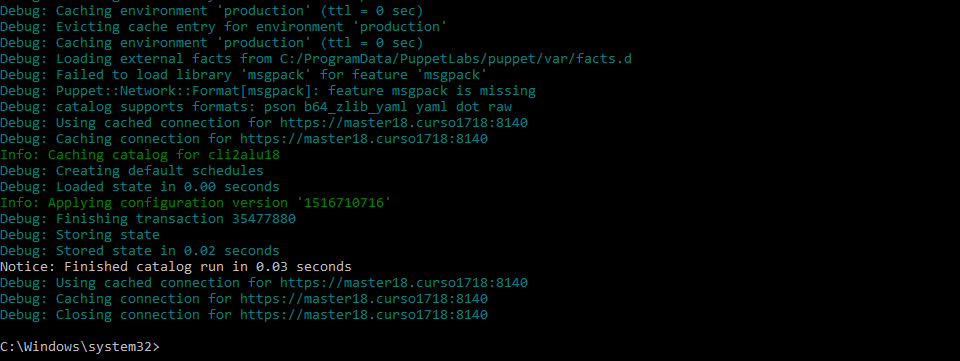 Debug: Caching environment 'production' (ttl = 0 sec)
Debug: Evicting cache entry for environment 'production'
Debug: Caching environment 'production' (ttl = 0 sec)
Debug: Loading external facts from C:/ProgramData/PuppetLabs/puppet/var/facts.d
Debug: Failed to load library 'msgpack' for feature 'msgpack'
Debug: Puppet::Network::Format[msgpack]: feature msgpack is missing
Debug: catalog supports formats: pson b64_zlib_yaml yaml dot raw
Debug: Using cached connection for https://master18.curso1718:8140
Debug: Caching connection for https://master18.curso1718:8140
Info: Caching catalog for cli2alu18
Debug: Creating default schedules
Debug: Loaded state in 0.00 seconds
Info: Applying configuration version '1516710716'
Debug: Finishing transaction 35477880
Debug: Storing state
Debug: Stored state in 0.02 seconds
Notice: Finished catalog run in 0.03 seconds
Debug: Using cached connection for https://master18.curso1718:8140
Debug: Caching connection for https://master18.curso1718:8140
Debug: Closing connection for https://master18.curso1718:8140
C:\Windows\system32>